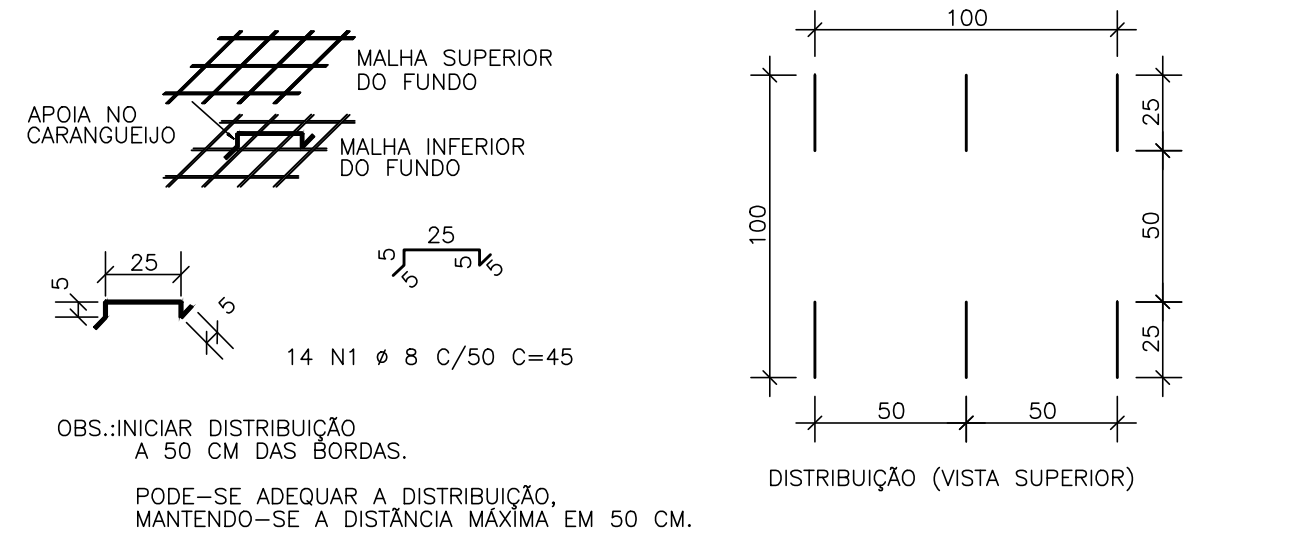 MALHA SUPERIOR
DO FUNDO
APOIA NO
CARANGUEIJO
MALHA INFERIOR
DO FUNDO
25
5
5
25
5
5
5
5
14 N1 ø 8 C/50 C=45
OBS.:INICIAR DISTRIBUIÇÃO
A 50 CM DAS BORDAS.
PODE-SE ADEQUAR A DISTRIBUIÇÃO,
MANTENDO-SE A DISTÃNCIA MÁXIMA EM 50 CM.
100
100
25
50
25
50
50
DISTRIBUIÇÃO (VISTA SUPERIOR)